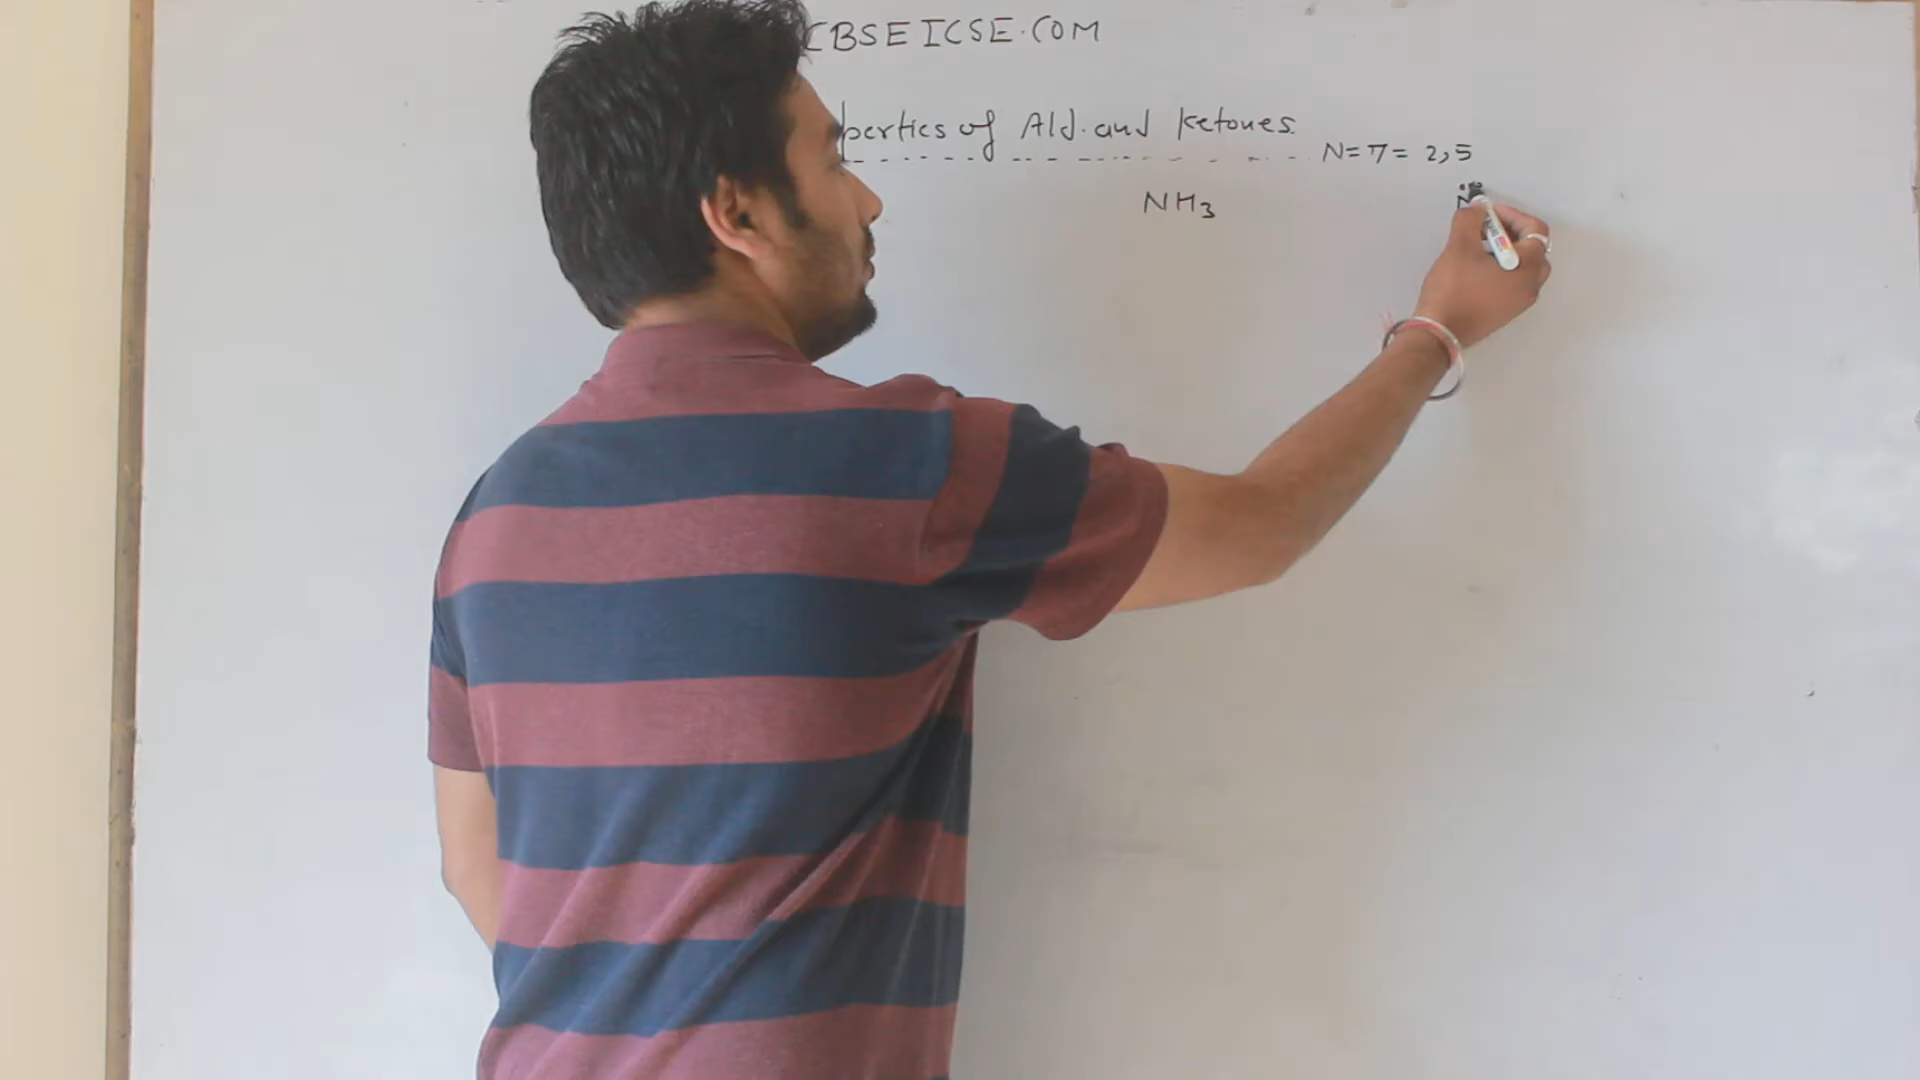 CBSEICSE.COM
perties of Ald. and Ketones.
N=7= 2,5
NH3
N